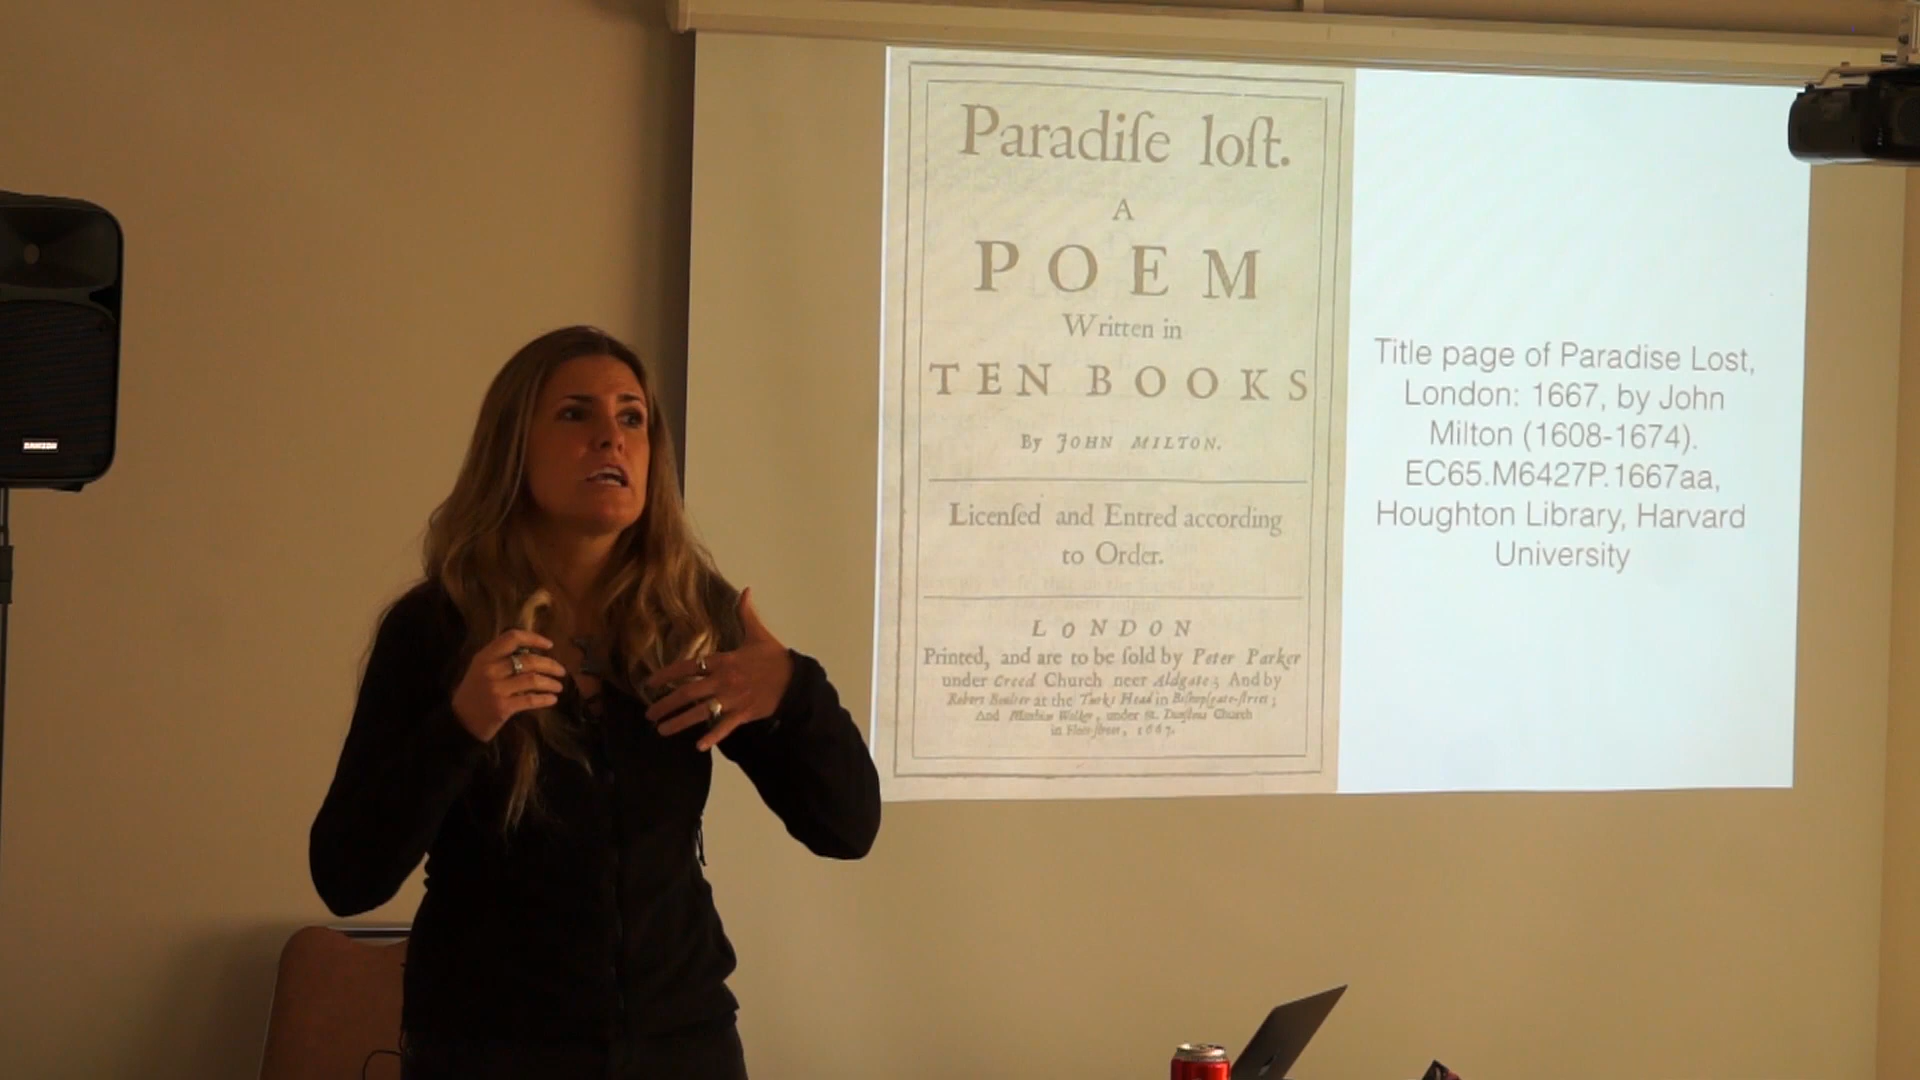 Paradiſe loſt.
A
POEM
Written in
TEN BOOKS
By JOHN MILTON.
Licenſed and Entred according
to Order.
LONDON
Printed, and are to be ſold by Peter Parker
under Creed Church neer Aldgate; And by
Robert Boulter at the Turks Head in Biſhopſgate-ſtreet;
And Matthias Walker, under St. Dunſtons Church
in Fleet-ſtreet, 1667.
Title page of Paradise Lost,
London: 1667, by John
Milton (1608-1674).
EC65.M6427P.1667aa,
Houghton Library, Harvard
University
SAMSON